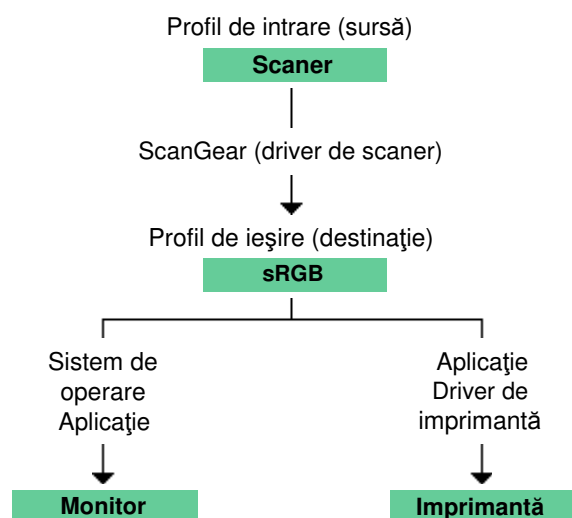 Profil de intrare (sursă)
Scaner
ScanGear (driver de scaner)
Profil de ieşire (destinaţie)
sRGB
Sistem de
operare
Aplicaţie
Aplicaţie
Driver de
imprimantă
Monitor
Imprimantă